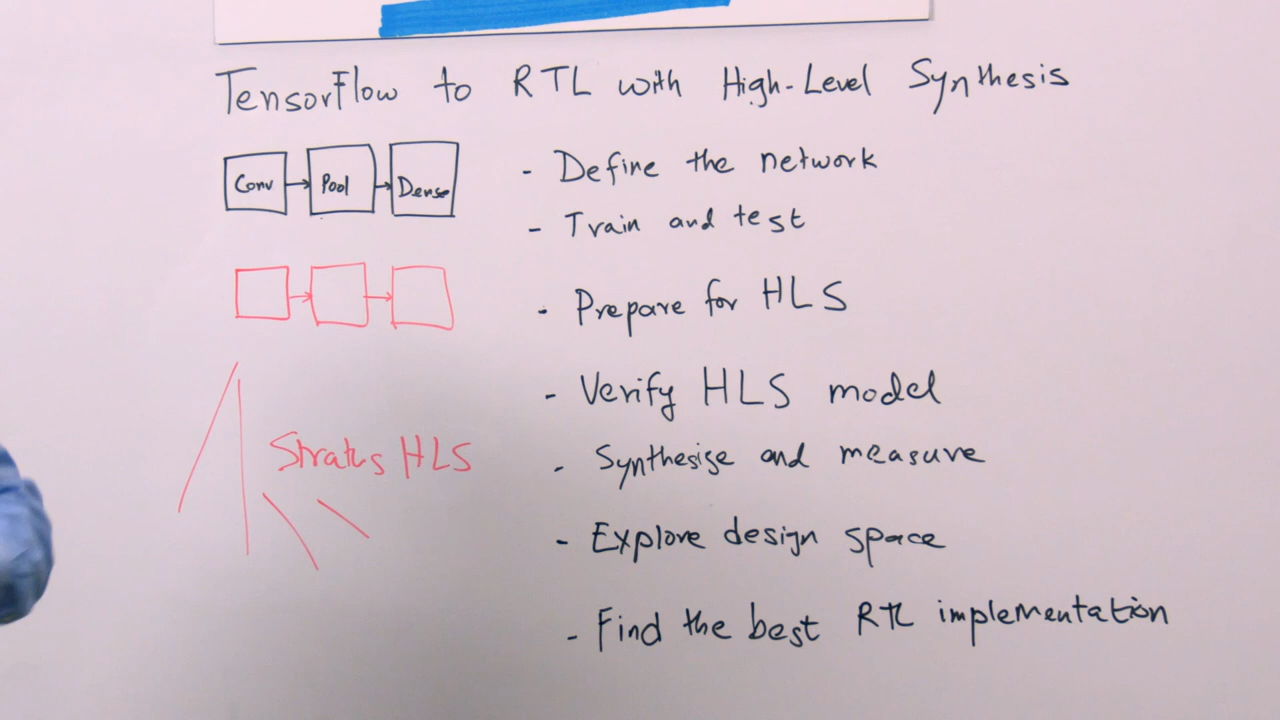 TensorFlow to RTL with High-Level Synthesis
Conv Pool Dense
- Define the network
- Train and test
- Prepare for HLS
- Verify HLS model
Stratus HLS
- Synthesize and measure
- Explore design space
- Find the best RTL implementation